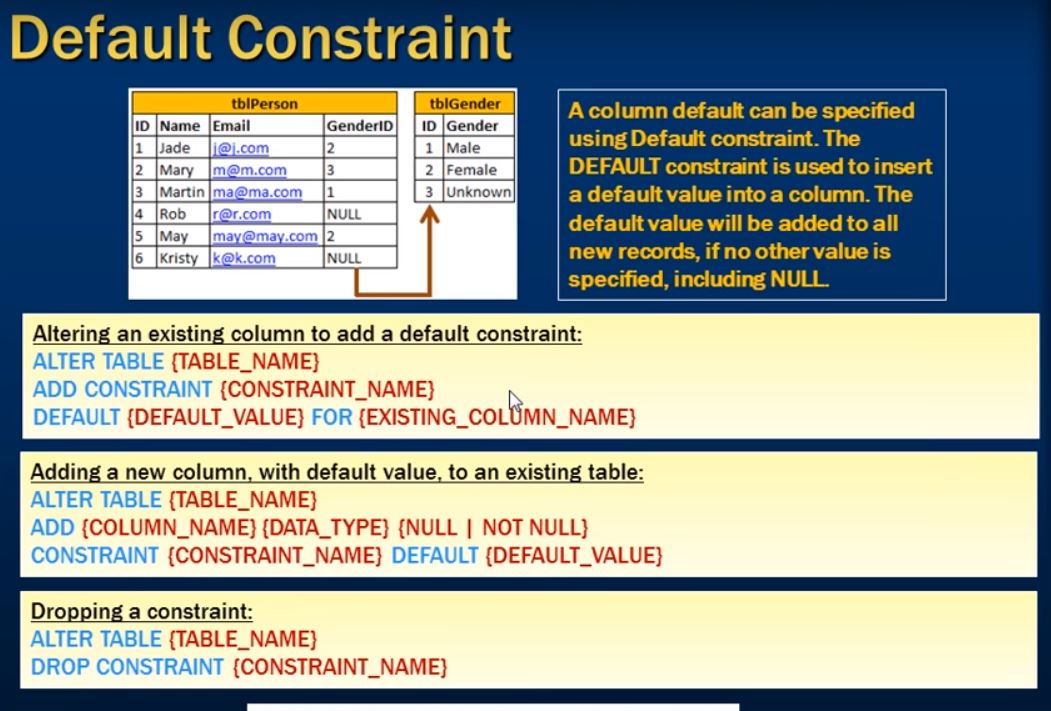 Default Constraint
tblPerson
ID Name Email GenderID
1 Jade j@j.com 2
2 Mary m@m.com 3
3 Martin ma@ma.com 1
4 Rob r@r.com NULL
5 May may@may.com 2
6 Kristy k@k.com NULL
tblGender
ID Gender
1 Male
2 Female
3 Unknown
A column default can be specified
using Default constraint. The
DEFAULT constraint is used to insert
a default value into a column. The
default value will be added to all
new records, if no other value is
specified, including NULL.
Altering an existing column to add a default constraint:
ALTER TABLE {TABLE_NAME}
ADD CONSTRAINT {CONSTRAINT_NAME}
DEFAULT {DEFAULT_VALUE} FOR {EXISTING_COLUMN_NAME}
Adding a new column, with default value, to an existing table:
ALTER TABLE {TABLE_NAME}
ADD {COLUMN_NAME} {DATA_TYPE} {NULL | NOT NULL}
CONSTRAINT {CONSTRAINT_NAME} DEFAULT {DEFAULT_VALUE}
Dropping a constraint:
ALTER TABLE {TABLE_NAME}
DROP CONSTRAINT {CONSTRAINT_NAME}